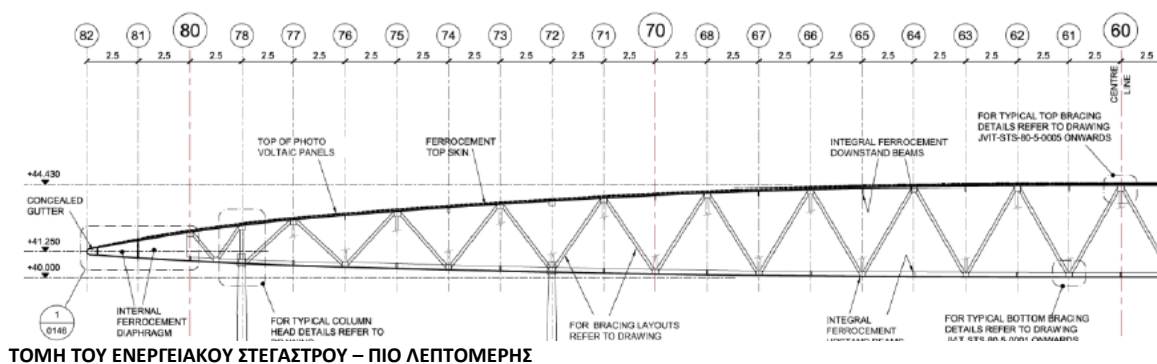 82 81 80 78 77 76 75 74 73 72 71 70 68 67 66 65 64 63 62 61 60
2.5 2.5 2.5 2.5 2.5 2.5 2.5 2.5 2.5 2.5 2.5 2.5 2.5 2.5 2.5 2.5 2.5 2.5 2.5 2.5 2.5
CENTRE
LINE
FOR TYPICAL TOP BRACING
DETAILS REFER TO DRAWING
JVIT-STS-80-5-0005 ONWARDS
TOP OF PHOTO
VOLTAIC PANELS
FERROCEMENT
TOP SKIN
INTEGRAL FERROCEMENT
DOWNSTAND BEAMS
+44.430
CONCEALED
GUTTER
+41.250
+40.000
1
0146
INTERNAL
FERROCEMENT
DIAPHRAGM
FOR TYPICAL COLUMN
HEAD DETAILS REFER TO
FOR BRACING LAYOUTS
REFER TO DRAWING
INTEGRAL
FERROCEMENT
UPSTAND BEAMS
FOR TYPICAL BOTTOM BRACING
DETAILS REFER TO DRAWING
ΤΟΜΗ ΤΟΥ ΕΝΕΡΓΕΙΑΚΟΥ ΣΤΕΓΑΣΤΡΟΥ – ΠΙΟ ΛΕΠΤΟΜΕΡΗΣ